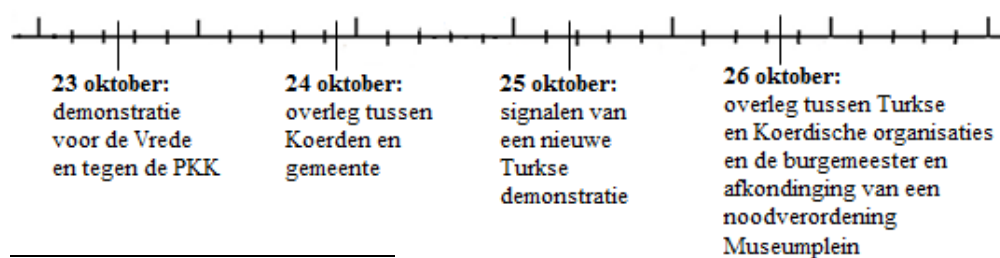 23 oktober:
demonstratie
voor de Vrede
en tegen de PKK
24 oktober:
overleg tussen
Koerden en
gemeente
25 oktober:
signalen van
een nieuwe
Turkse
demonstratie
26 oktober:
overleg tussen Turkse
en Koerdische organisaties
en de burgemeester en
afkondinging van een
noodverordening
Museumplein